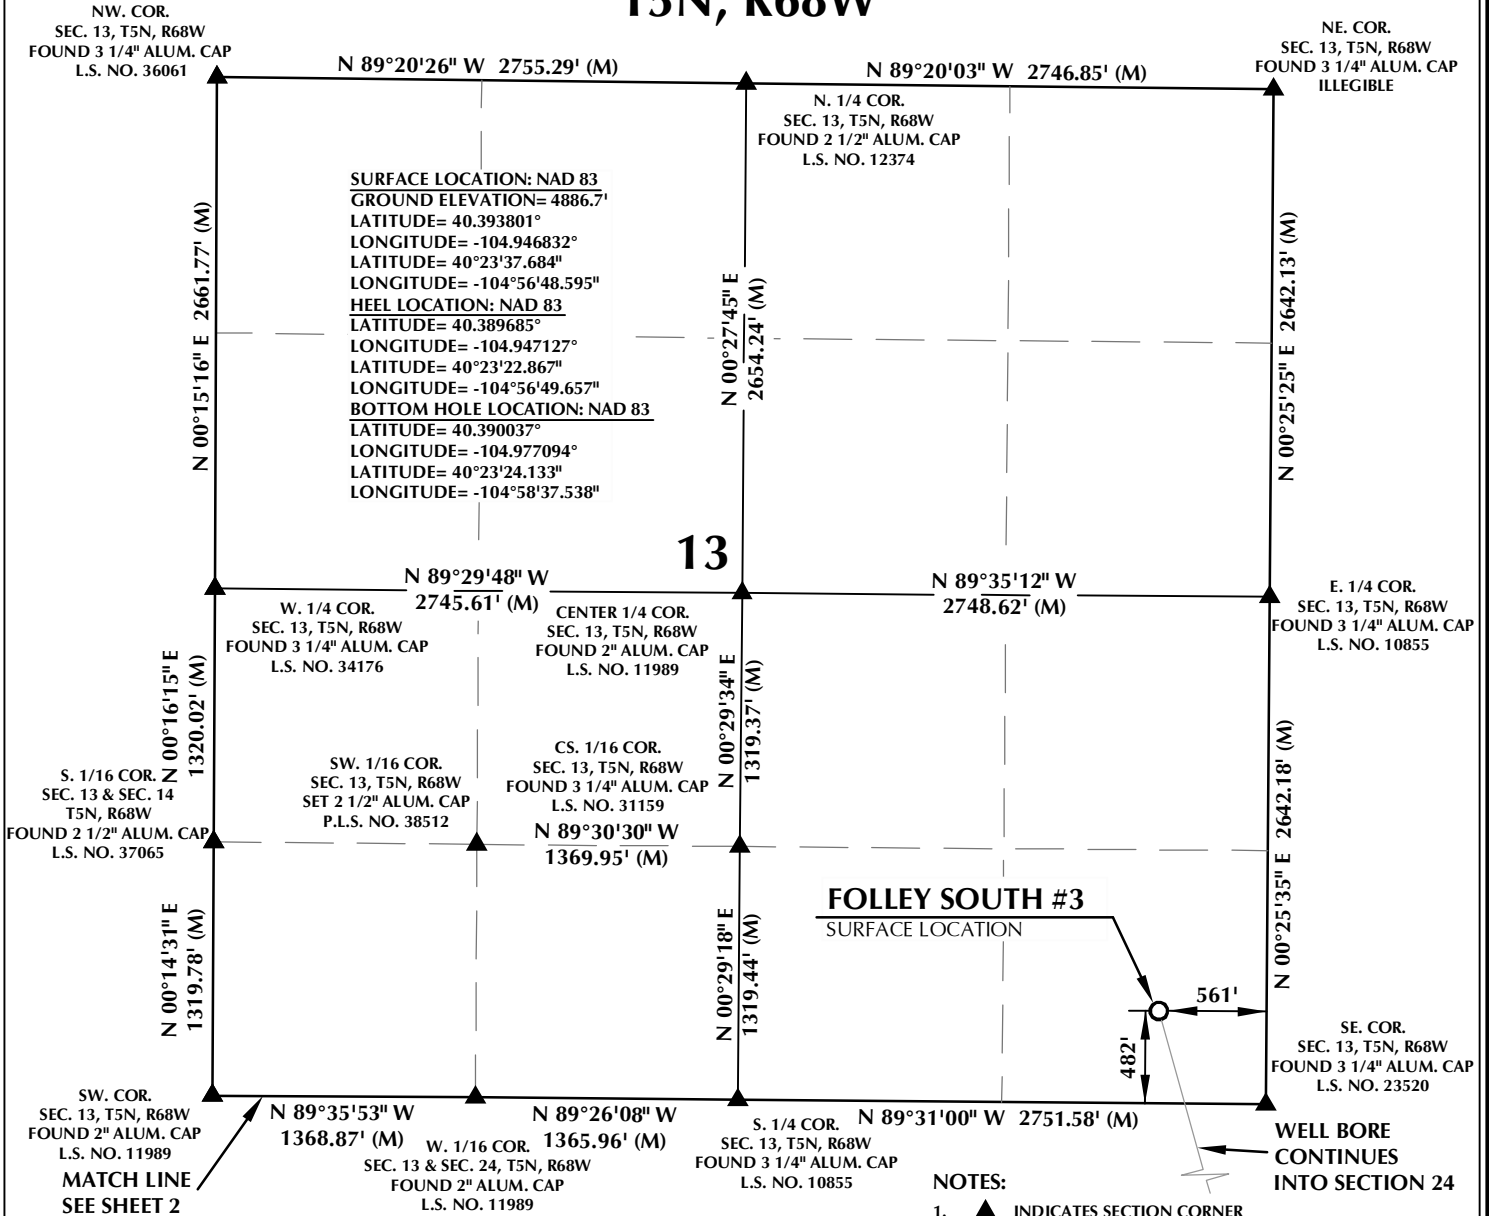 T5N, R68W
NW. COR.
SEC. 13, T5N, R68W
FOUND 3 1/4" ALUM. CAP
L.S. NO. 36061
N 89°20'26" W 2755.29' (M)
N 89°20'03" W 2746.85' (M)
NE. COR.
SEC. 13, T5N, R68W
FOUND 3 1/4" ALUM. CAP
ILLEGIBLE
N. 1/4 COR.
SEC. 13, T5N, R68W
FOUND 2 1/2" ALUM. CAP
L.S. NO. 12374
SURFACE LOCATION: NAD 83
GROUND ELEVATION= 4886.7'
LATITUDE= 40.393801°
LONGITUDE= -104.946832°
LATITUDE= 40°23'37.684"
LONGITUDE= -104°56'48.595"
HEEL LOCATION: NAD 83
LATITUDE= 40.389685°
LONGITUDE= -104.947127°
LATITUDE= 40°23'22.867"
LONGITUDE= -104°56'49.657"
BOTTOM HOLE LOCATION: NAD 83
LATITUDE= 40.390037°
LONGITUDE= -104.977094°
LATITUDE= 40°23'24.133"
LONGITUDE= -104°58'37.538"
N 00°15'16" E 2661.77' (M)
N 00°27'45" E
2654.24' (M)
N 00°25'25" E 2642.13' (M)
13
N 89°29'48" W
2745.61' (M)
N 89°35'12" W
2748.62' (M)
W. 1/4 COR.
SEC. 13, T5N, R68W
FOUND 3 1/4" ALUM. CAP
L.S. NO. 34176
CENTER 1/4 COR.
SEC. 13, T5N, R68W
FOUND 2" ALUM. CAP
L.S. NO. 11989
E. 1/4 COR.
SEC. 13, T5N, R68W
FOUND 3 1/4" ALUM. CAP
L.S. NO. 10855
N 00°16'15" E
1320.02' (M)
N 00°29'34" E
1319.37' (M)
S. 1/16 COR.
SEC. 13 & SEC. 14
T5N, R68W
FOUND 2 1/2" ALUM. CAP
L.S. NO. 37065
SW. 1/16 COR.
SEC. 13, T5N, R68W
SET 2 1/2" ALUM. CAP
P.L.S. NO. 38512
CS. 1/16 COR.
SEC. 13, T5N, R68W
FOUND 3 1/4" ALUM. CAP
L.S. NO. 31159
N 89°30'30" W
1369.95' (M)
N 00°25'35" E 2642.18' (M)
FOLLEY SOUTH #3
SURFACE LOCATION
N 00°14'31" E
1319.78' (M)
N 00°29'18" E
1319.44' (M)
561'
482'
SW. COR.
SEC. 13, T5N, R68W
FOUND 2" ALUM. CAP
L.S. NO. 11989
MATCH LINE
SEE SHEET 2
N 89°35'53" W
1368.87' (M)
W. 1/16 COR.
SEC. 13 & SEC. 24, T5N, R68W
FOUND 2" ALUM. CAP
L.S. NO. 11989
N 89°26'08" W
1365.96' (M)
S. 1/4 COR.
SEC. 13, T5N, R68W
FOUND 3 1/4" ALUM. CAP
L.S. NO. 10855
N 89°31'00" W 2751.58' (M)
SE. COR.
SEC. 13, T5N, R68W
FOUND 3 1/4" ALUM. CAP
L.S. NO. 23520
WELL BORE
CONTINUES
INTO SECTION 24
NOTES:
1. INDICATES SECTION CORNER